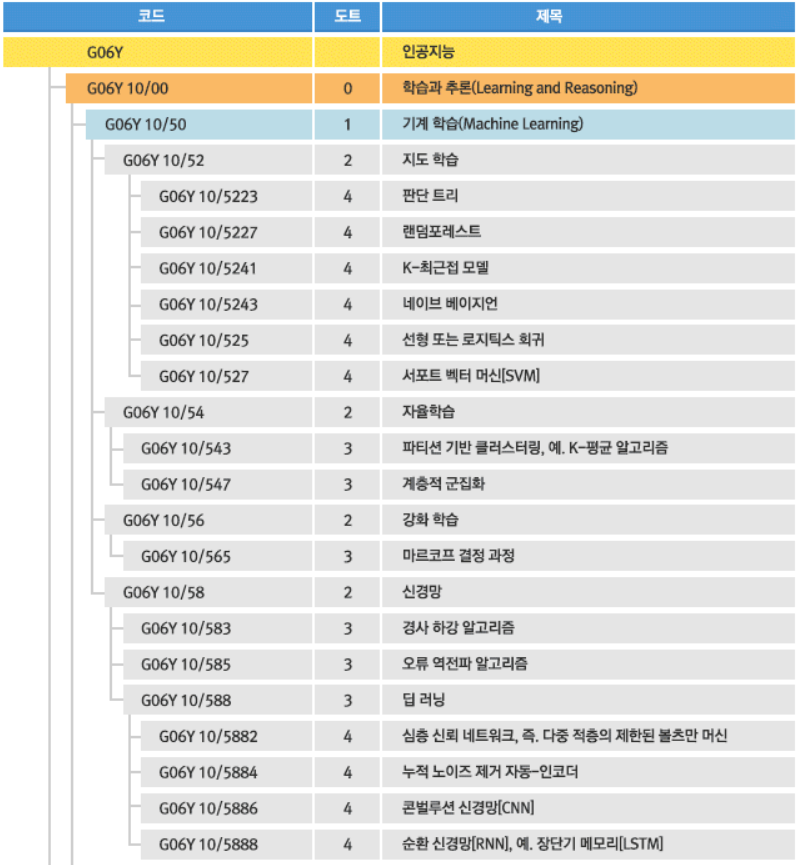 코드 도트 제목
G06Y 인공지능
G06Y 10/00 0 학습과 추론(Learning and Reasoning)
G06Y 10/50 1 기계 학습(Machine Learning)
G06Y 10/52 2 지도 학습
G06Y 10/5223 4 판단 트리
G06Y 10/5227 4 랜덤포레스트
G06Y 10/5241 4 K-최근접 모델
G06Y 10/5243 4 네이브 베이지언
G06Y 10/525 4 선형 또는 로지틱스 회귀
G06Y 10/527 4 서포트 벡터 머신[SVM]
G06Y 10/54 2 자율학습
G06Y 10/543 3 파티션 기반 클러스터링, 예. K-평균 알고리즘
G06Y 10/547 3 계층적 군집화
G06Y 10/56 2 강화 학습
G06Y 10/565 3 마르코프 결정 과정
G06Y 10/58 2 신경망
G06Y 10/583 3 경사 하강 알고리즘
G06Y 10/585 3 오류 역전파 알고리즘
G06Y 10/588 3 딥 러닝
G06Y 10/5882 4 심층 신뢰 네트워크, 즉. 다중 적층의 제한된 볼츠만 머신
G06Y 10/5884 4 누적 노이즈 제거 자동-인코더
G06Y 10/5886 4 콘벌루션 신경망[CNN]
G06Y 10/5888 4 순환 신경망[RNN], 예. 장단기 메모리[LSTM]